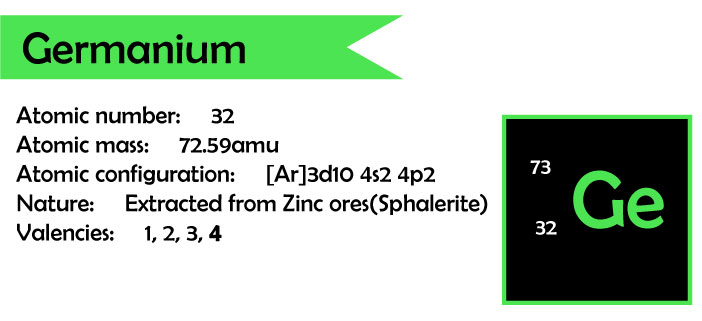 Germanium
Atomic number: 32
Atomic mass: 72.59amu
Atomic configuration: [Ar]3d10 4s2 4p2
Nature: Extracted from Zinc ores(Sphalerite)
Valencies: 1, 2, 3, 4
73
Ge
32